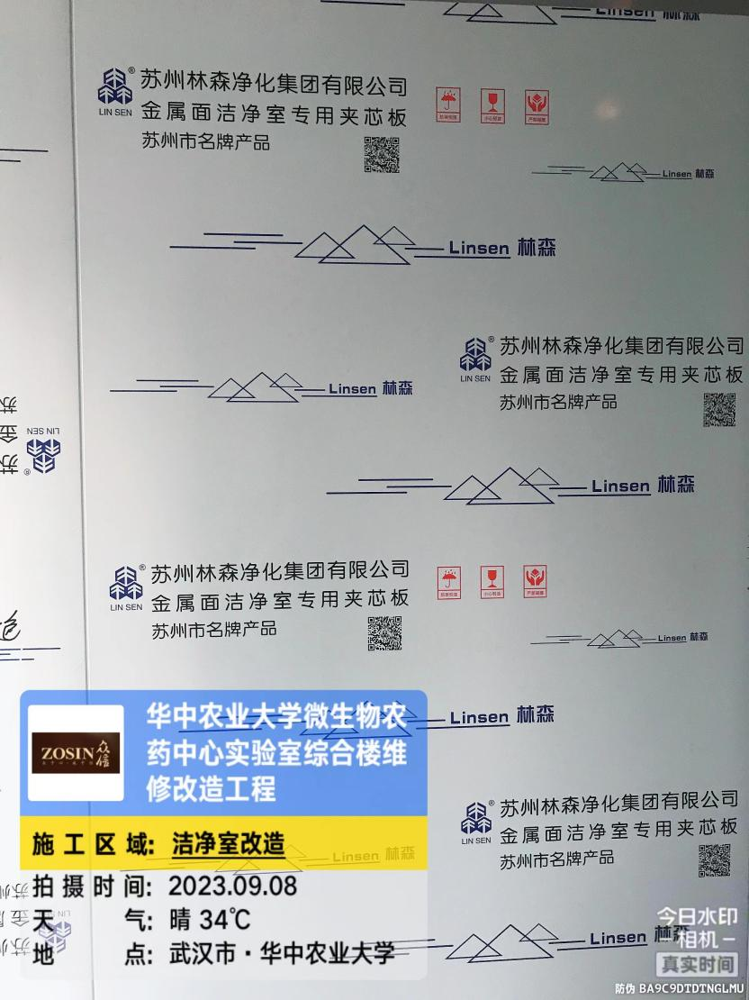 Linsen 林森
® 苏州林森净化集团有限公司
LIN SEN 金属面洁净室专用夹芯板
苏州市名牌产品
Linsen 林森
Linsen 林森
® 苏州林森净化集团有限公司
LIN SEN 金属面洁净室专用夹芯板
苏州市名牌产品
Linsen 林森
LIN SEN
®
Linsen 林森
® 苏州林森净化集团有限公司
LIN SEN 金属面洁净室专用夹芯板
苏州市名牌产品
Linsen 林森
Linsen 林森
ZOSIN 众信
华中农业大学微生物农
药中心实验室综合楼维
修改造工程
® 苏州林森净化集团有限公司
LIN SEN 金属面洁净室专用夹芯板
苏州市名牌产品
施工区域: 洁净室改造
Linsen 林森
拍摄时间: 2023.09.08
天气: 晴 34℃
地点: 武汉市·华中农业大学
Linsen 林森
今日水印
相机
真实时间
防伪 BA9C9DTDTNGLMU